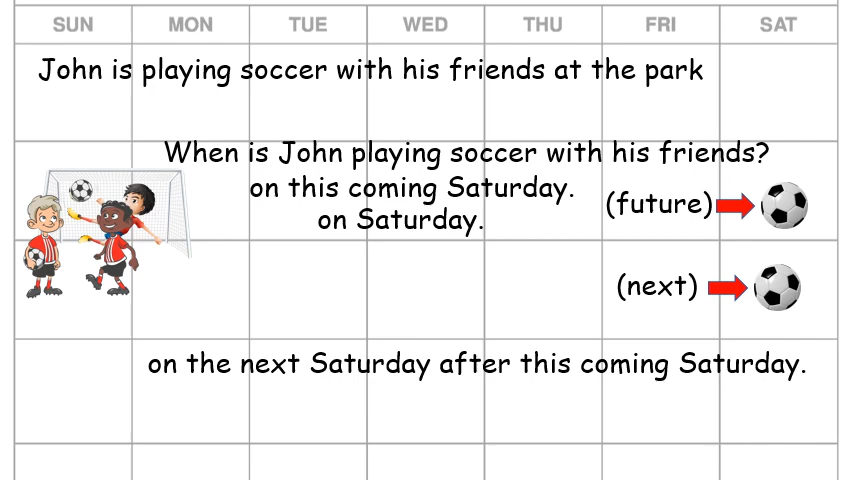 SUN MON TUE WED THU FRI SAT
John is playing soccer with his friends at the park
When is John playing soccer with his friends?
on this coming Saturday.
on Saturday.
(future)
(next)
on the next Saturday after this coming Saturday.